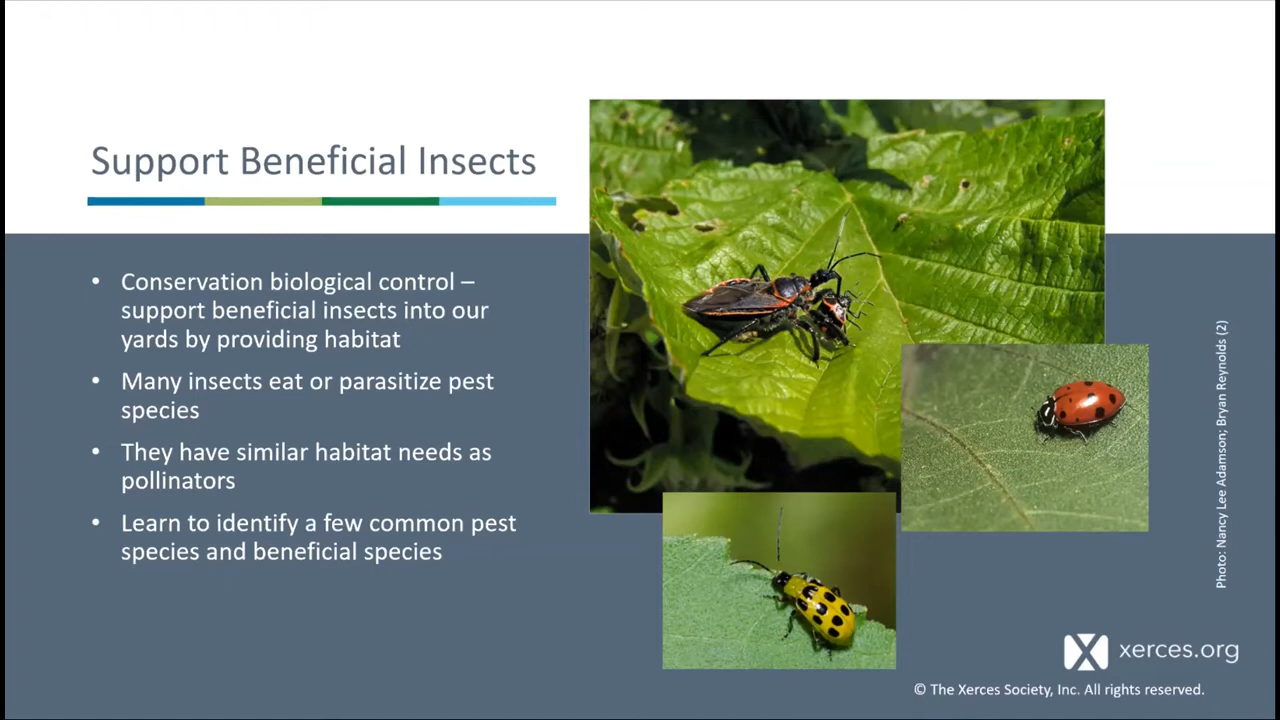 Support Beneficial Insects
• Conservation biological control –
support beneficial insects into our
yards by providing habitat
• Many insects eat or parasitize pest
species
• They have similar habitat needs as
pollinators
• Learn to identify a few common pest
species and beneficial species
Photo: Nancy Lee Adamson; Bryan Reynolds (2)
xerces.org
© The Xerces Society, Inc. All rights reserved.